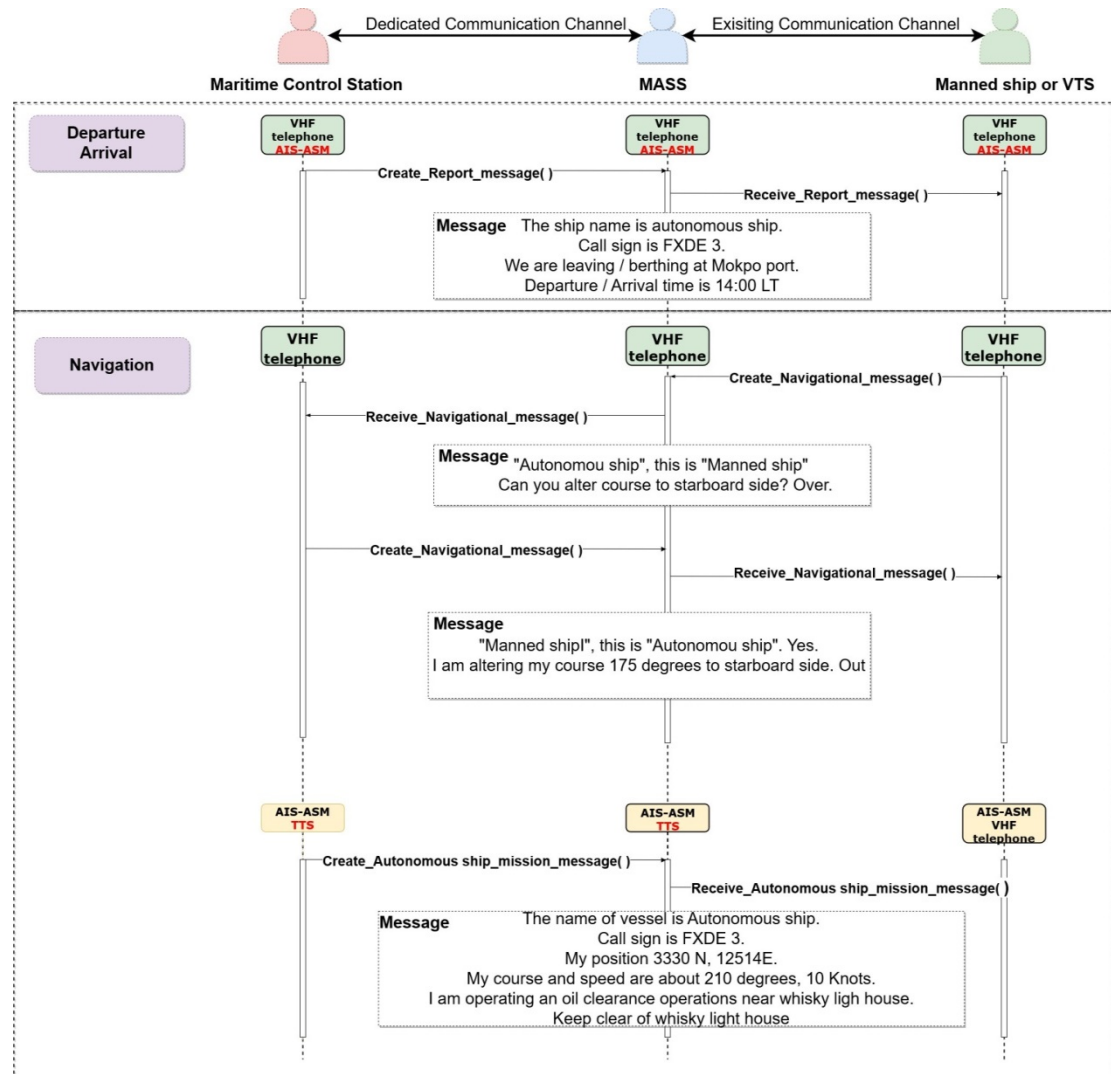 Dedicated Communication Channel
Exisiting Communication Channel
Maritime Control Station
MASS
Manned ship or VTS
Departure
Arrival
VHF
telephone
AIS-ASM
VHF
telephone
AIS-ASM
VHF
telephone
AIS-ASM
Create_Report_message( )
Receive_Report_message( )
Message
The ship name is autonomous ship.
Call sign is FXDE 3.
We are leaving / berthing at Mokpo port.
Departure / Arrival time is 14:00 LT
Navigation
VHF
telephone
VHF
telephone
VHF
telephone
Create_Navigational_message( )
Receive_Navigational_message( )
Message
"Autonomou ship", this is "Manned ship"
Can you alter course to starboard side? Over.
Create_Navigational_message( )
Receive_Navigational_message( )
Message
"Manned shipI", this is "Autonomou ship". Yes.
I am altering my course 175 degrees to starboard side. Out
AIS-ASM
TTS
AIS-ASM
TTS
AIS-ASM
VHF
telephone
Create_Autonomous ship_mission_message( )
Receive_Autonomous ship_mission_message( )
Message
The name of vessel is Autonomous ship.
Call sign is FXDE 3.
My position 3330 N, 12514E.
My course and speed are about 210 degrees, 10 Knots.
I am operating an oil clearance operations near whisky ligh house.
Keep clear of whisky light house